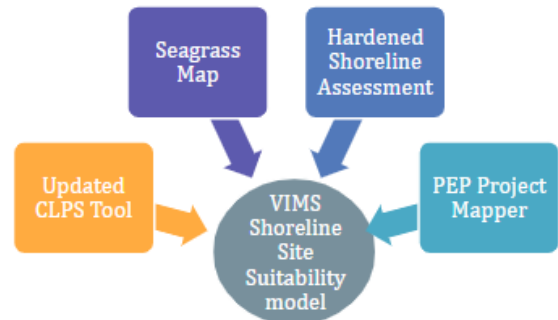 Seagrass
Map
Hardened
Shoreline
Assessment
Updated
CLPS Tool
PEP Project
Mapper
VIMS
Shoreline
Site
Suitability
model